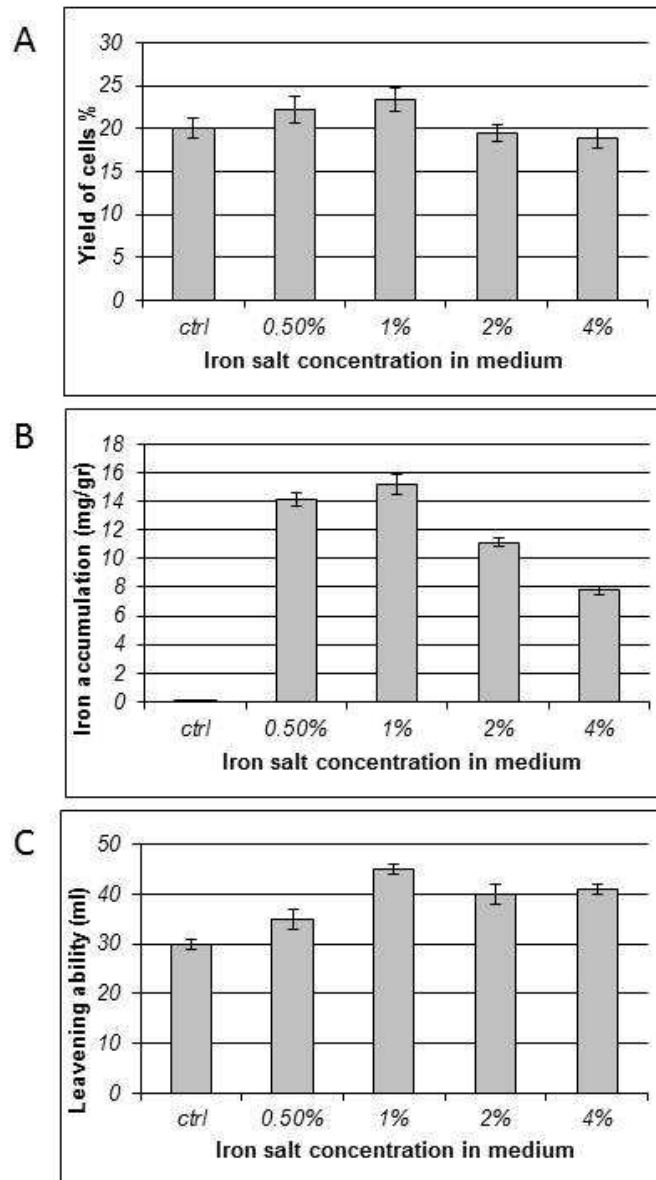 A
Yield of cells %
30
25
20
15
10
5
0
ctrl 0.50% 1% 2% 4%
Iron salt concentration in medium
B
Iron accumulation (mg/gr)
18
16
14
12
10
8
6
4
2
0
ctrl 0.50% 1% 2% 4%
Iron salt concentration in medium
C
Leavening ability (ml)
50
40
30
20
10
0
ctrl 0.50% 1% 2% 4%
Iron salt concentration in medium